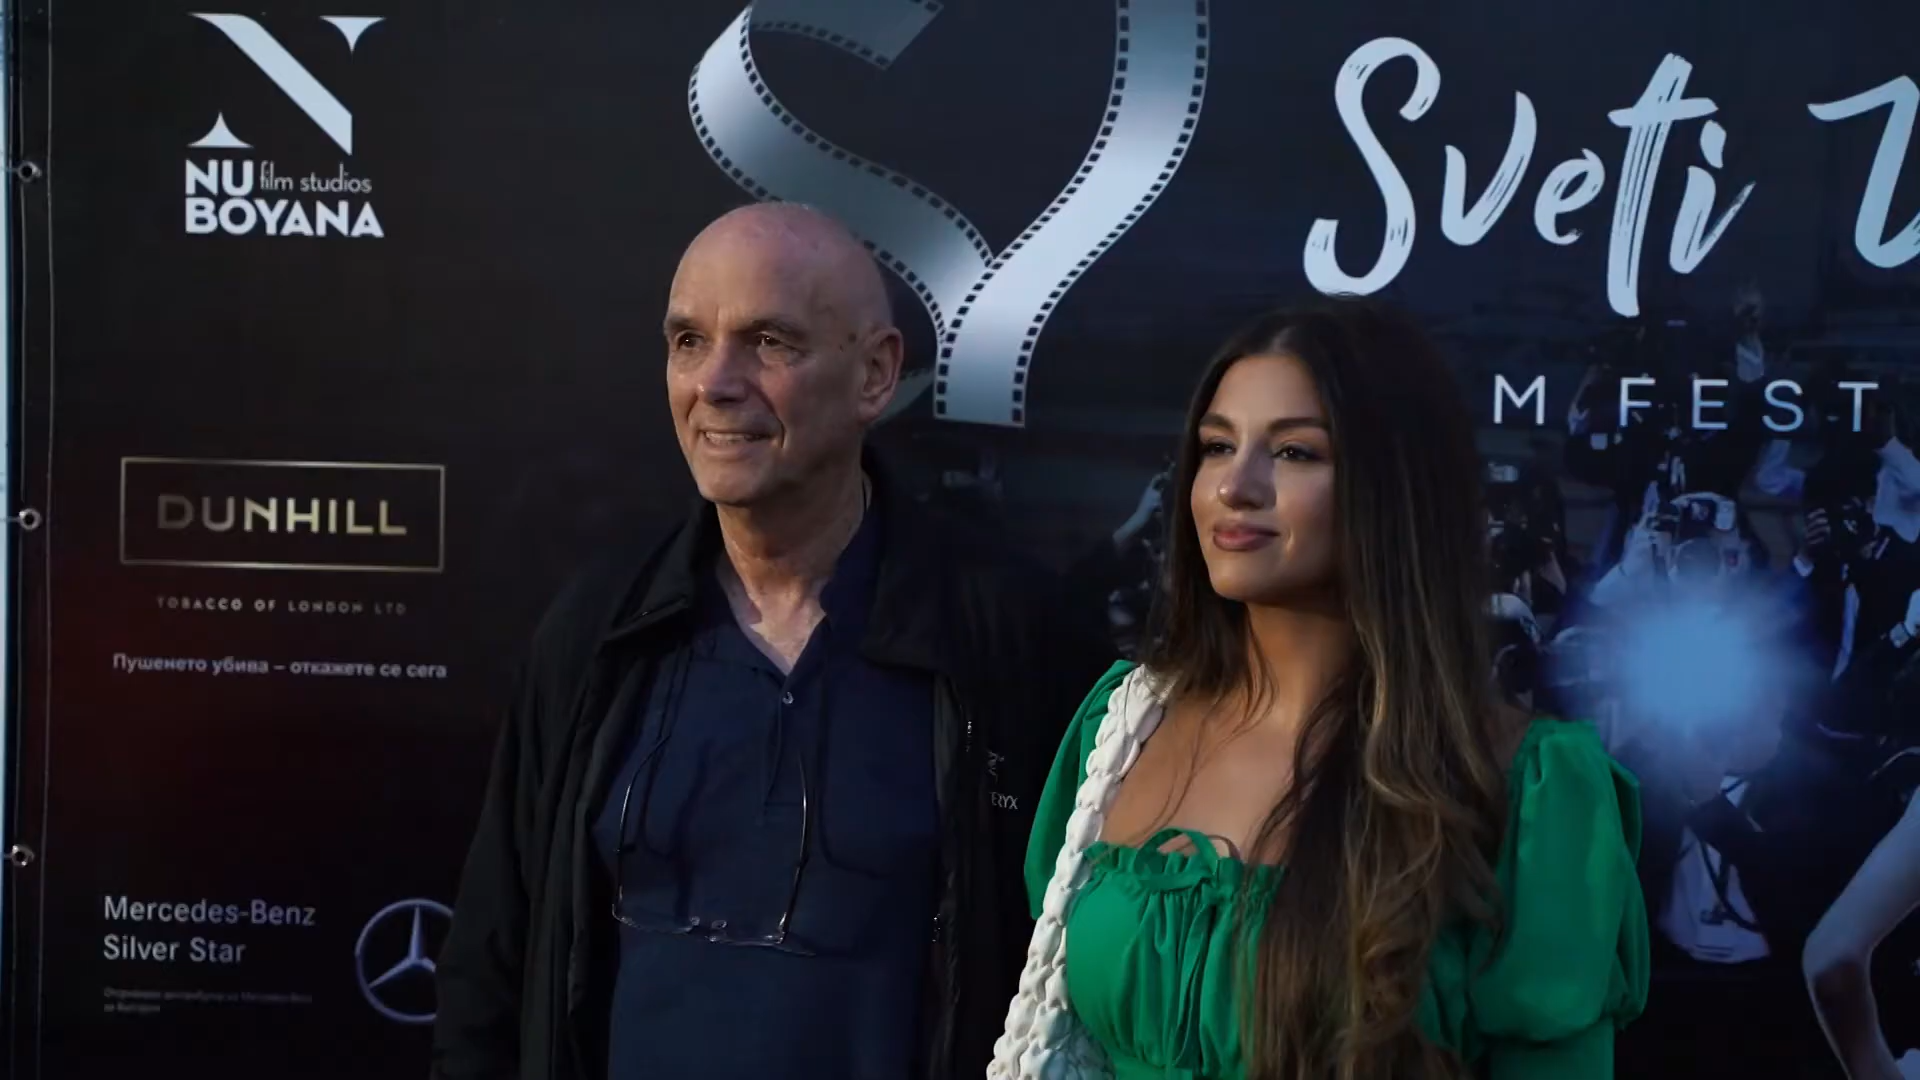 NU film studios
BOYANA
Sveti
M FEST
DUNHILL
TOBACCO OF LONDON LTD
Пушенето убива – откажете се сега
Mercedes-Benz
Silver Star